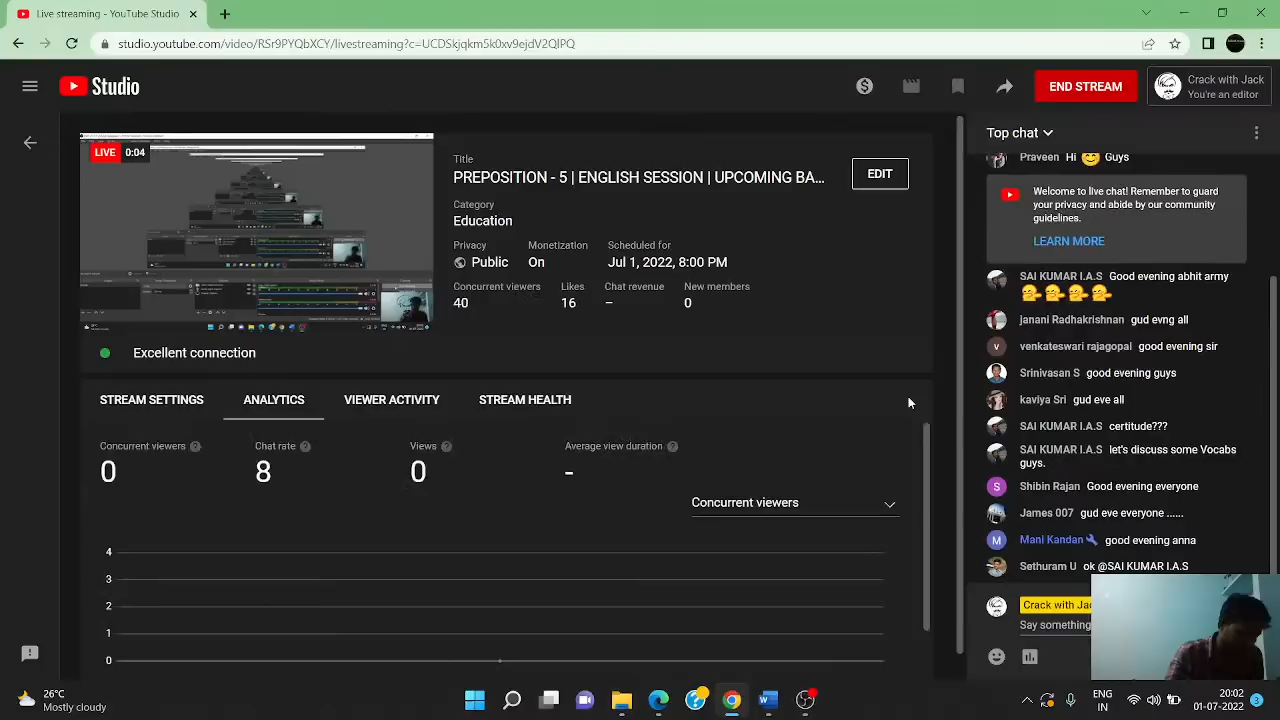 Live streaming - YouTube Studio
studio.youtube.com/video/RSr9PYQbXCY/livestreaming?c=UCDSkjqkm5k0xv9ejdV2QlPQ
Studio
END STREAM
Crack with Jack
You're an editor
LIVE 0:04
Title
PREPOSITION - 5 | ENGLISH SESSION | UPCOMING BA...
EDIT
Category
Education
Privacy Monetization Scheduled for
Public On Jul 1, 2022, 8:00 PM
Concurrent viewers Likes Chat revenue New members
40 16 – 0
Excellent connection
STREAM SETTINGS ANALYTICS VIEWER ACTIVITY STREAM HEALTH
Concurrent viewers ? Chat rate ? Views ? Average view duration ?
0 8 0 -
Concurrent viewers
4
3
2
1
0
Top chat
Praveen Hi 😊 Guys
Welcome to live chat! Remember to guard
your privacy and abide by our community
guidelines.
LEARN MORE
SAI KUMAR I.A.S Good evening abhit army
janani Radhakrishnan gud evng all
v venkateswari rajagopal good evening sir
Srinivasan S good evening guys
kaviya Sri gud eve all
SAI KUMAR I.A.S certitude???
SAI KUMAR I.A.S let's discuss some Vocabs
guys.
S Shibin Rajan Good evening everyone
James 007 gud eve everyone ......
M Mani Kandan good evening anna
Sethuram U ok @SAI KUMAR I.A.S
Crack with Jac
Say something
26°C
Mostly cloudy
ENG
IN
20:02
01-07-2022
3